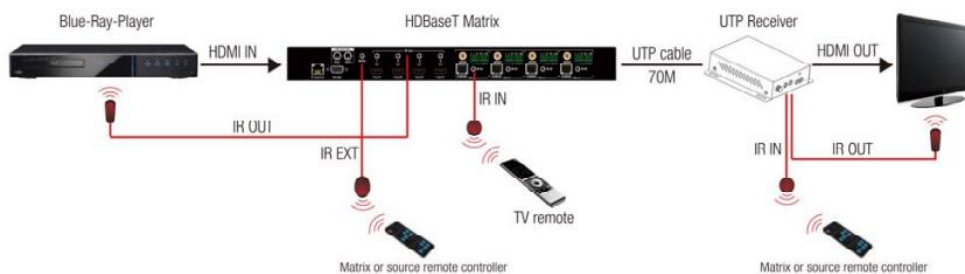 Blue-Ray-Player
HDBaseT Matrix
UTP Receiver
HDMI IN
UTP cable
70M
HDMI OUT
IR OUT
IR IN
IR EXT
TV remote
IR IN
IR OUT
Matrix or source remote controller
Matrix or source remote controller